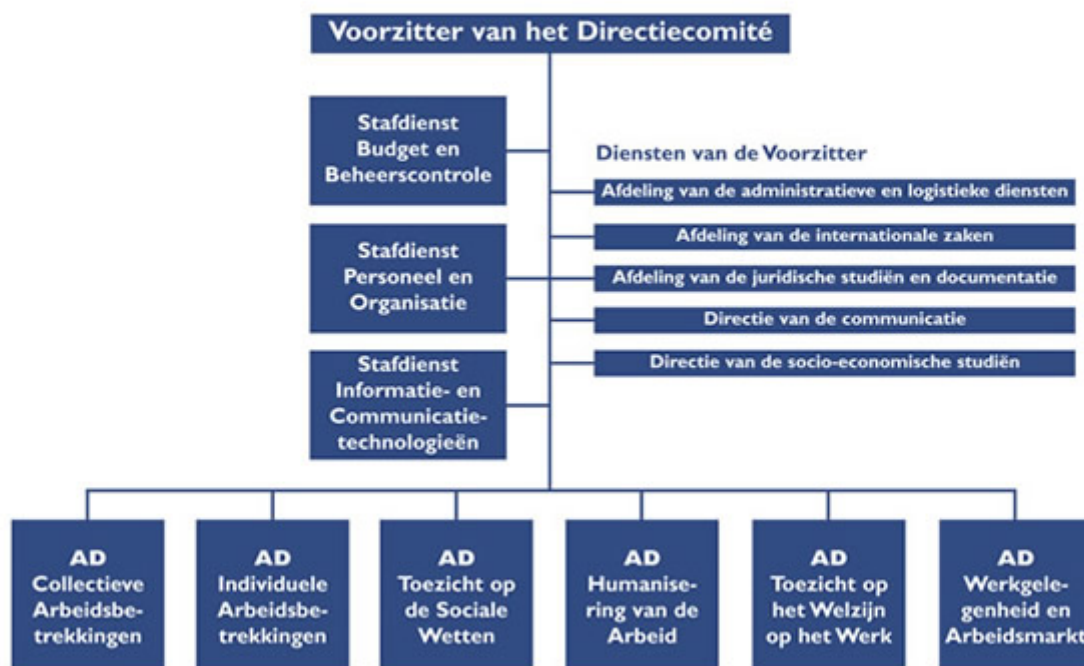 Voorzitter van het Directiecomité
Stafdienst
Budget en
Beheerscontrole
Diensten van de Voorzitter
Afdeling van de administratieve en logistieke diensten
Afdeling van de internationale zaken
Stafdienst
Personeel en
Organisatie
Afdeling van de juridische studiën en documentatie
Directie van de communicatie
Directie van de socio-economische studiën
Stafdienst
Informatie- en
Communicatie-
technologieën
AD
Collectieve
Arbeidsbe-
trekkingen
AD
Individuele
Arbeidsbe-
trekkingen
AD
Toezicht op
de Sociale
Wetten
AD
Humanise-
ring van de
Arbeid
AD
Toezicht op
het Welzijn
op het Werk
AD
Werkgele-
genheid en
Arbeidsmarkt